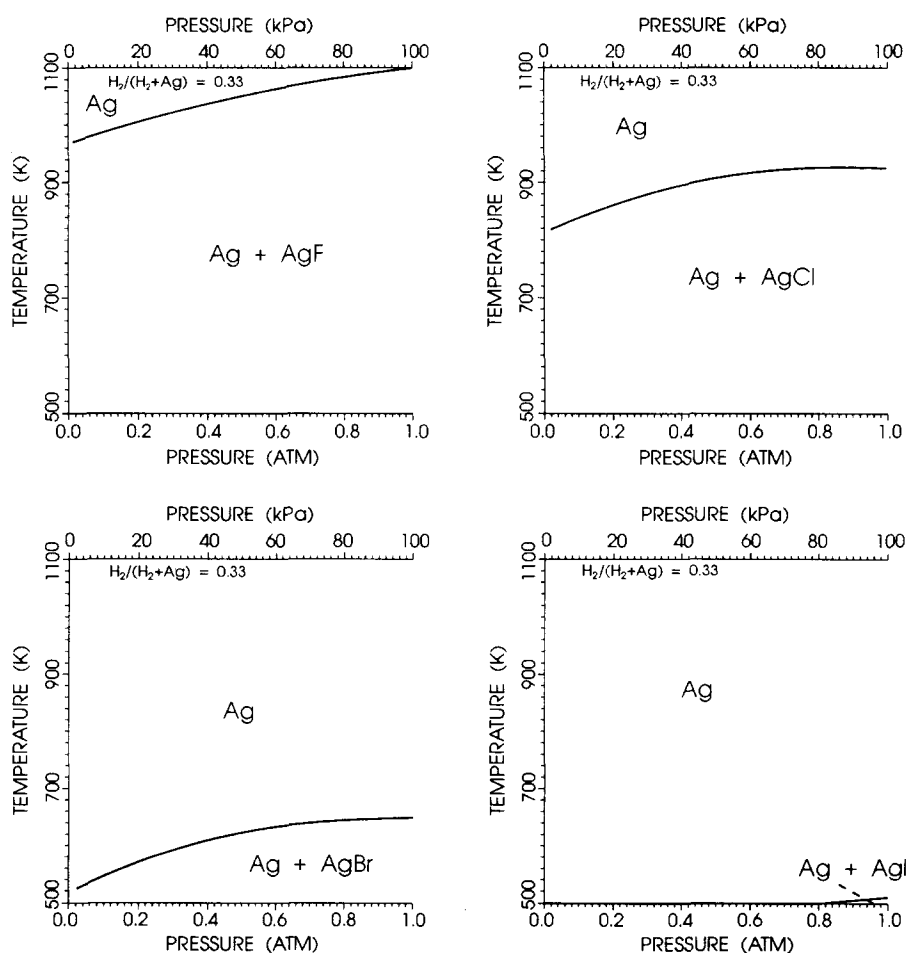 PRESSURE (kPa)
0 20 40 60 80 100
H₂/(H₂+Ag) = 0.33
Ag
Ag + AgF
TEMPERATURE (K)
1100
900
700
500
0.0 0.2 0.4 0.6 0.8 1.0
PRESSURE (ATM)
PRESSURE (kPa)
0 20 40 60 80 100
H₂/(H₂+Ag) = 0.33
Ag
Ag + AgCl
TEMPERATURE (K)
1100
900
700
500
0.0 0.2 0.4 0.6 0.8 1.0
PRESSURE (ATM)
PRESSURE (kPa)
0 20 40 60 80 100
H₂/(H₂+Ag) = 0.33
Ag
Ag + AgBr
TEMPERATURE (K)
1100
900
700
500
0.0 0.2 0.4 0.6 0.8 1.0
PRESSURE (ATM)
PRESSURE (kPa)
0 20 40 60 80 100
H₂/(H₂+Ag) = 0.33
Ag
Ag + AgI
TEMPERATURE (K)
1100
900
700
500
0.0 0.2 0.4 0.6 0.8 1.0
PRESSURE (ATM)